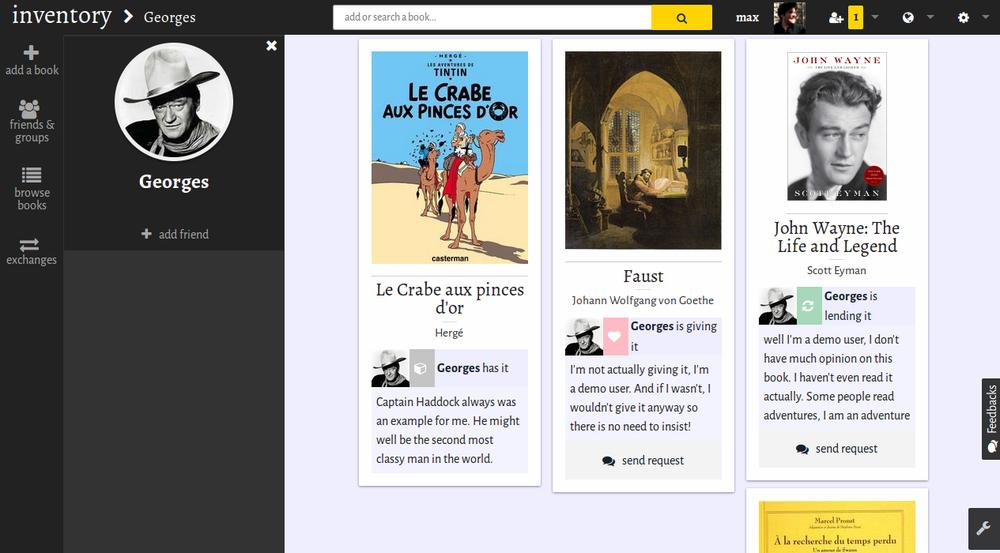 inventory
Georges
add or search a book...
max
1
add a book
friends &
groups
browse
books
exchanges
Georges
add friend
HERGÉ
LES AVENTURES DE
TINTIN
LE CRABE
AUX PINCES D'OR
casterman
Le Crabe aux pinces
d'or
Hergé
Georges has it
Captain Haddock always was
an example for me. He might
well be the second most
classy man in the world.
Faust
Johann Wolfgang von Goethe
Georges is giving
it
I'm not actually giving it, I'm
a demo user. And if I wasn't, I
wouldn't give it anyway so
there is no need to insist!
send request
JOHN WAYNE
THE LIFE AND LEGEND
SCOTT EYMAN
John Wayne: The
Life and Legend
Scott Eyman
Georges is
lending it
well I'm a demo user, I don't
have much opinion on this
book. I haven't even read it
actually. Some people read
adventures, I am an adventure
send request
Marcel Proust
À la recherche du temps perdu
Un amour de Swann
Feedbacks